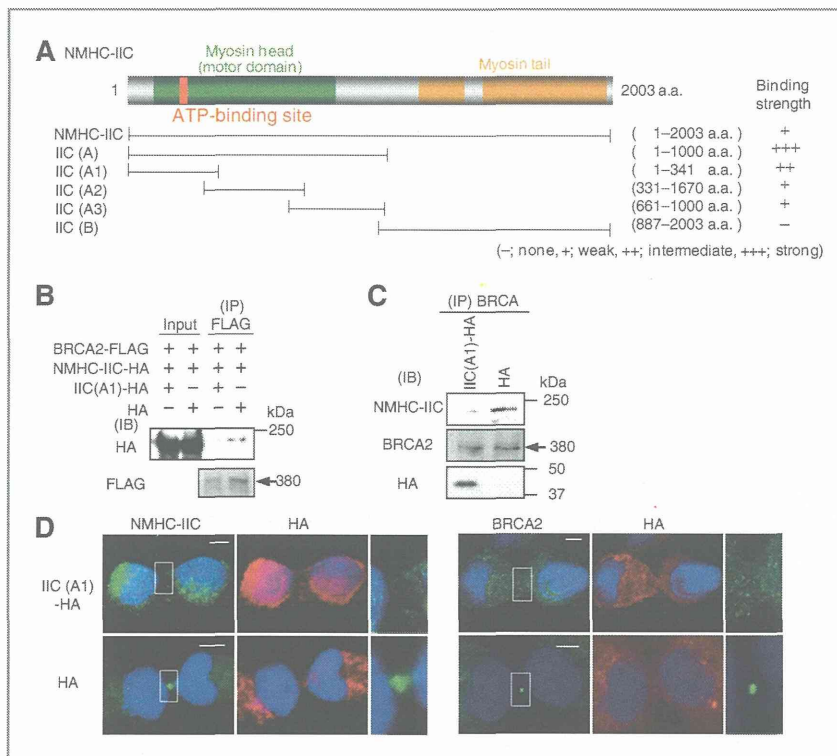 A
NMHC-IIC
Myosin head
(motor domain)
Myosin tail
1
2003 a.a.
Binding
strength
ATP-binding site
NMHC-IIC ( 1–2003 a.a.) +
IIC (A) ( 1–1000 a.a.) +++
IIC (A1) ( 1–341 a.a.) ++
IIC (A2) (331–1670 a.a.) +
IIC (A3) (661–1000 a.a.) +
IIC (B) (887–2003 a.a.) –
(–; none, +; weak, ++; intermediate, +++; strong)
B
(IP)
Input FLAG
BRCA2-FLAG + + + +
NMHC-IIC-HA + + + +
IIC(A1)-HA + – + –
HA – + – + kDa
(IB)
HA
250
FLAG
380
C
(IP) BRCA
IIC(A1)-HA
HA
(IB)
kDa
NMHC-IIC
250
BRCA2
380
HA
50
37
D
NMHC-IIC HA BRCA2 HA
IIC (A1)
-HA
HA